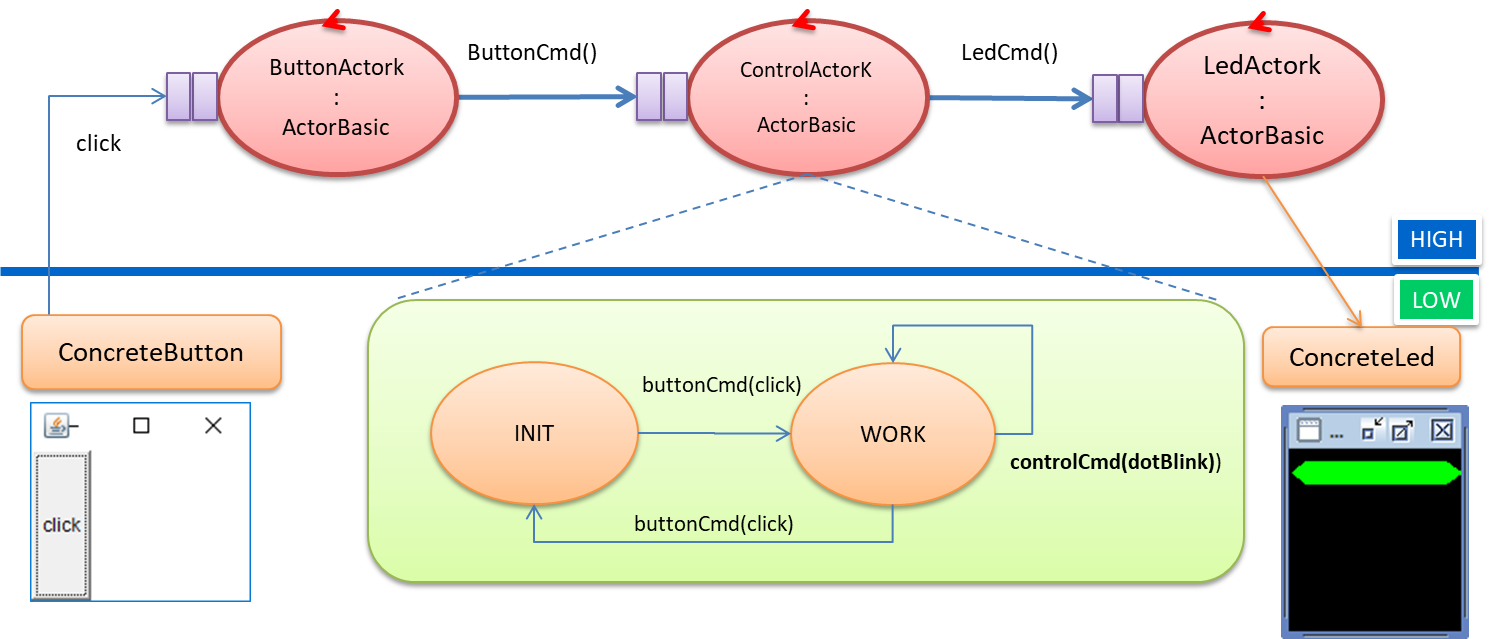 ButtonActork
:
ActorBasic
ButtonCmd()
ControlActorK
:
ActorBasic
LedCmd()
LedActork
:
ActorBasic
click
HIGH
LOW
ConcreteButton
ConcreteLed
buttonCmd(click)
INIT
WORK
controlCmd(dotBlink))
buttonCmd(click)
click
...